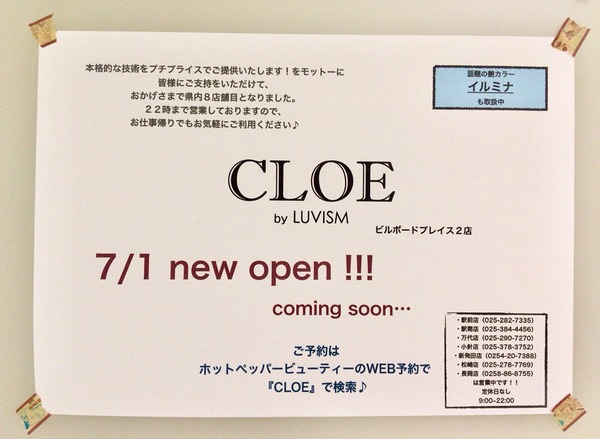 本格的な技術をプチプライスでご提供いたします！をモットーに
皆様にご支持をいただけて、
おかげさまで県内８店舗目となりました。
２２時まで営業しておりますので、
お仕事帰りでもお気軽にご利用ください♪
話題の艶カラー
イルミナ
も取扱中
CLOE
by LUVISM
ビルボードプレイス２店
7/1 new open !!!
coming soon…
ご予約は
ホットペッパービューティーのWEB予約で
『CLOE』で検索♪
・駅前店（025-282-7335）
・駅南店（025-384-4456）
・万代店（025-290-7270）
・小針店（025-378-3752）
・新発田店（0254-20-7388）
・松崎店（025-278-7769）
・長岡店（0258-86-8755）
は営業中です！！
定休日なし
9:00~22:00